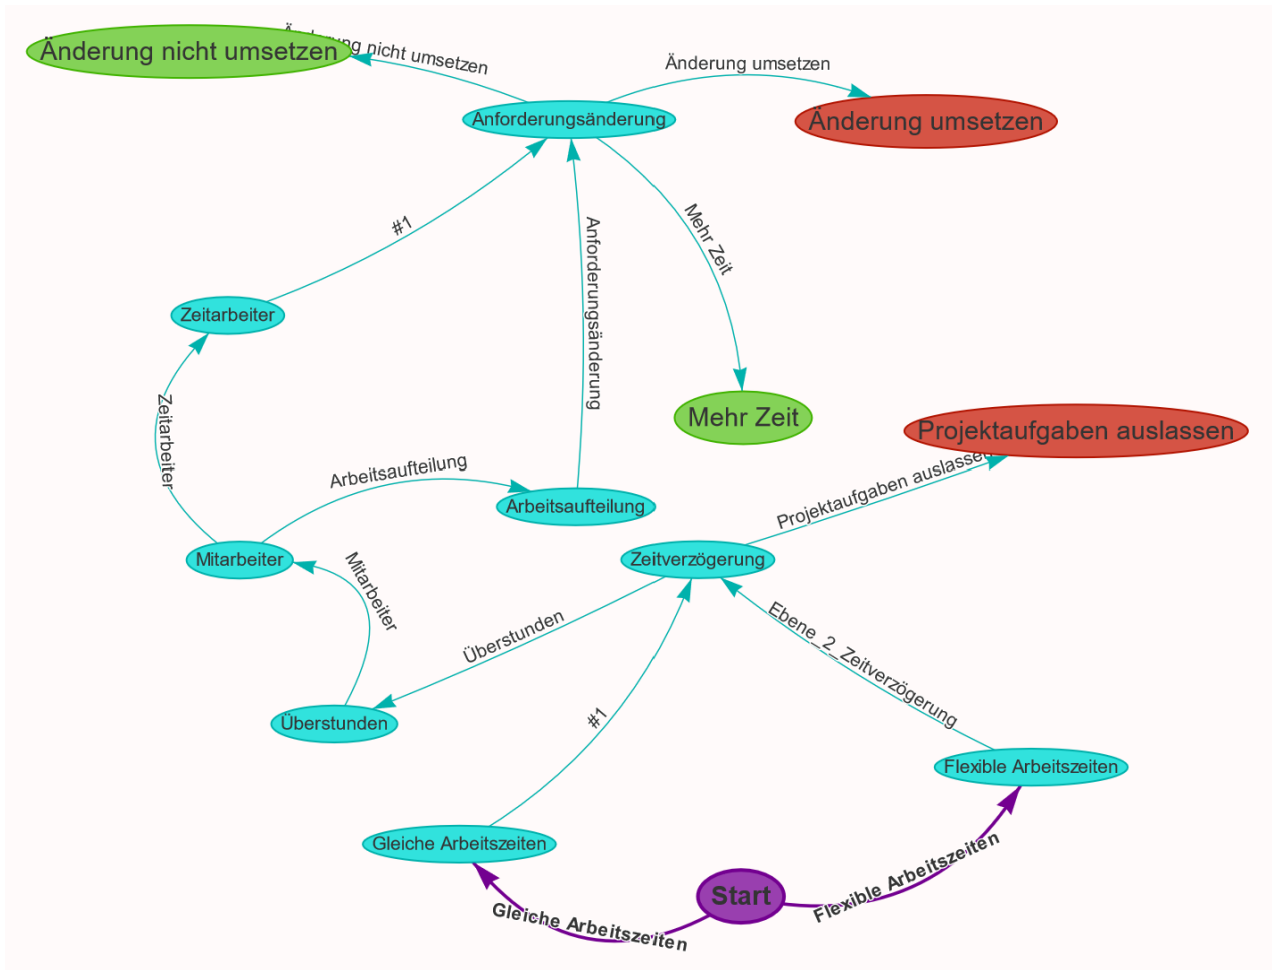 Änderung nicht umsetzen
Änderung nicht umsetzen
Änderung umsetzen
Änderung umsetzen
Anforderungsänderung
#1
Anforderungsänderung
Mehr Zeit
Zeitarbeiter
Zeitarbeiter
Mehr Zeit
Projektaufgaben auslassen
Projektaufgaben auslassen
Arbeitsaufteilung
Arbeitsaufteilung
Mitarbeiter
Mitarbeiter
Zeitverzögerung
Überstunden
Ebene_2_Zeitverzögerung
Überstunden
#1
Flexible Arbeitszeiten
Gleiche Arbeitszeiten
Flexible Arbeitszeiten
Start
Gleiche Arbeitszeiten